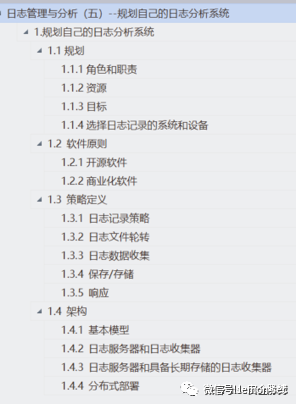 日志管理与分析（五）--规划自己的日志分析系统
1.规划自己的日志分析系统
1.1 规划
1.1.1 角色和职责
1.1.2 资源
1.1.3 目标
1.1.4 选择日志记录的系统和设备
1.2 软件原则
1.2.1 开源软件
1.2.2 商业化软件
1.3 策略定义
1.3.1 日志记录策略
1.3.2 日志文件轮转
1.3.3 日志数据收集
1.3.4 保存/存储
1.3.5 响应
1.4 架构
1.4.1 基本模型
1.4.2 日志服务器和日志收集器
1.4.3 日志服务器和具备长期存储的日志收集器
1.4.4 分布式部署